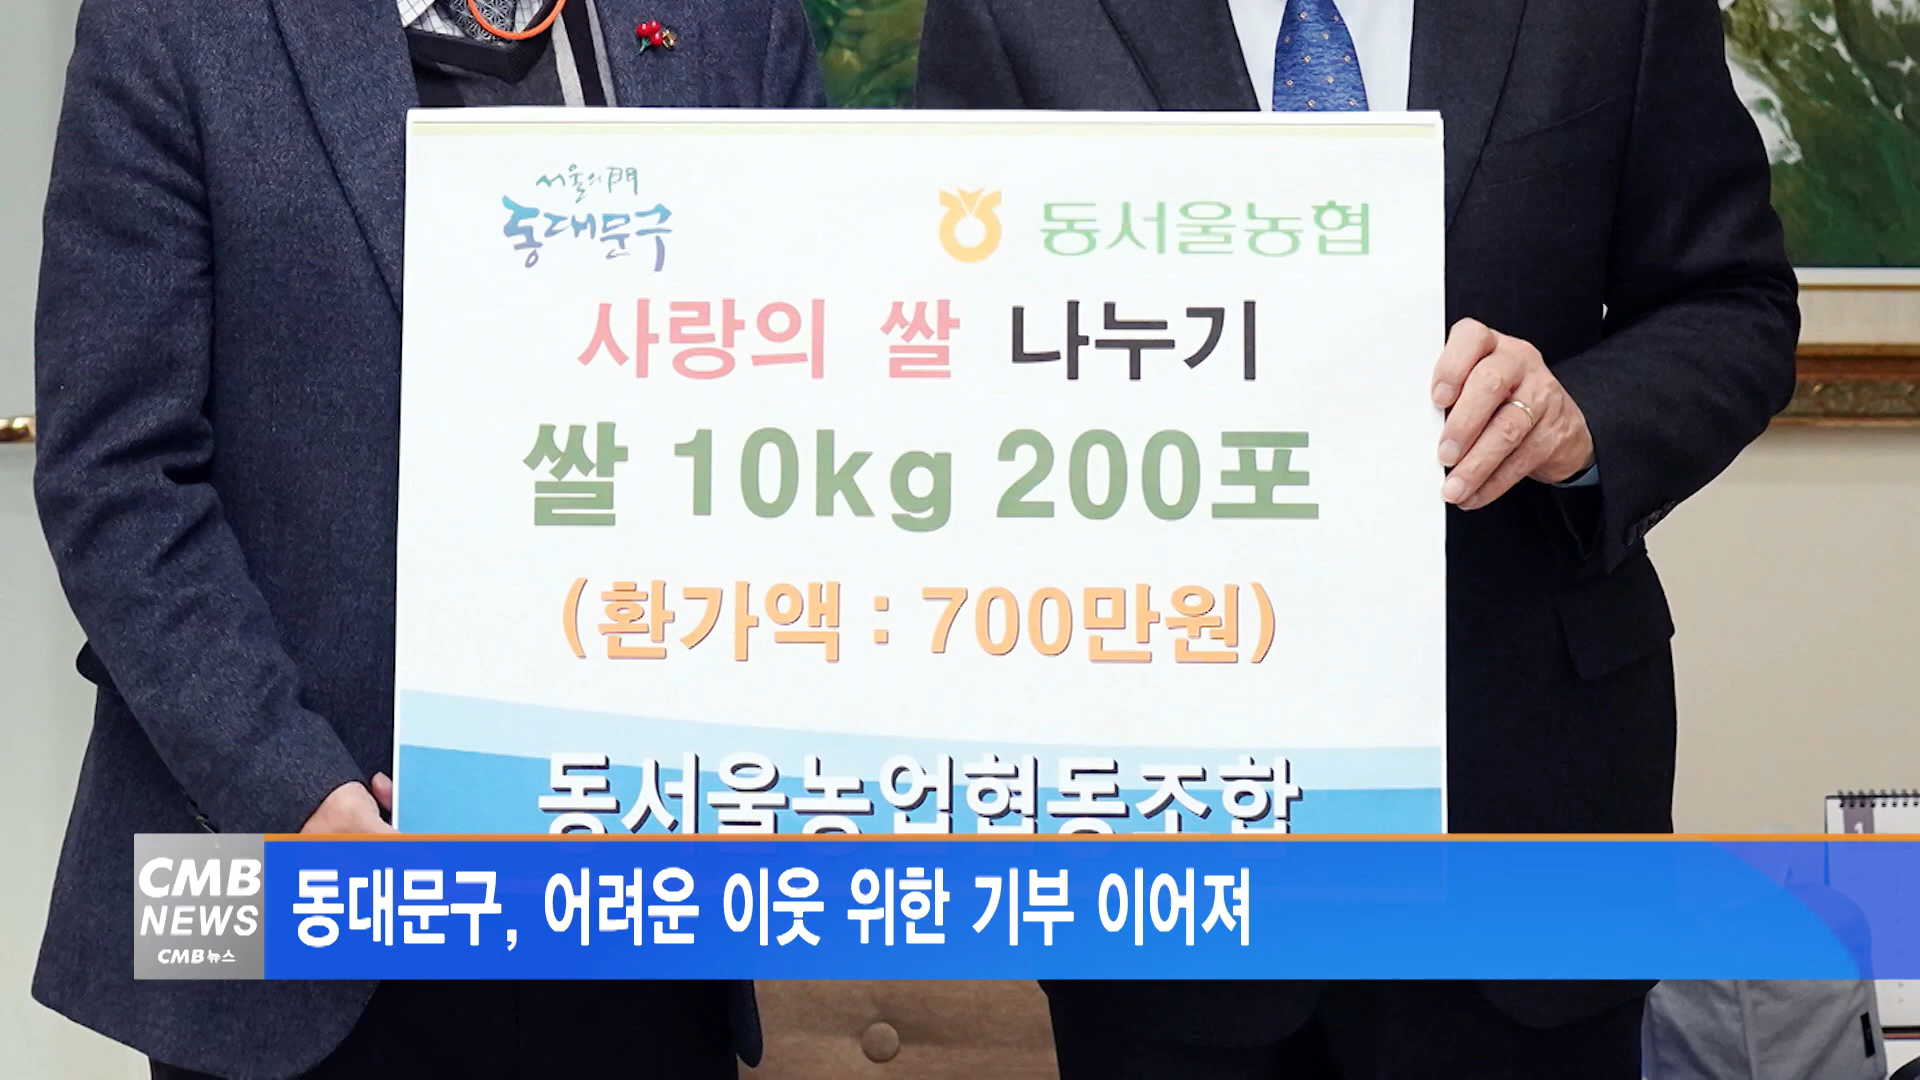 서울의門
동대문구
동서울농협
사랑의 쌀 나누기
쌀 10kg 200포
(환가액 : 700만원)
동서울농업협동조합
CMB
NEWS
CMB뉴스
동대문구, 어려운 이웃 위한 기부 이어져
1